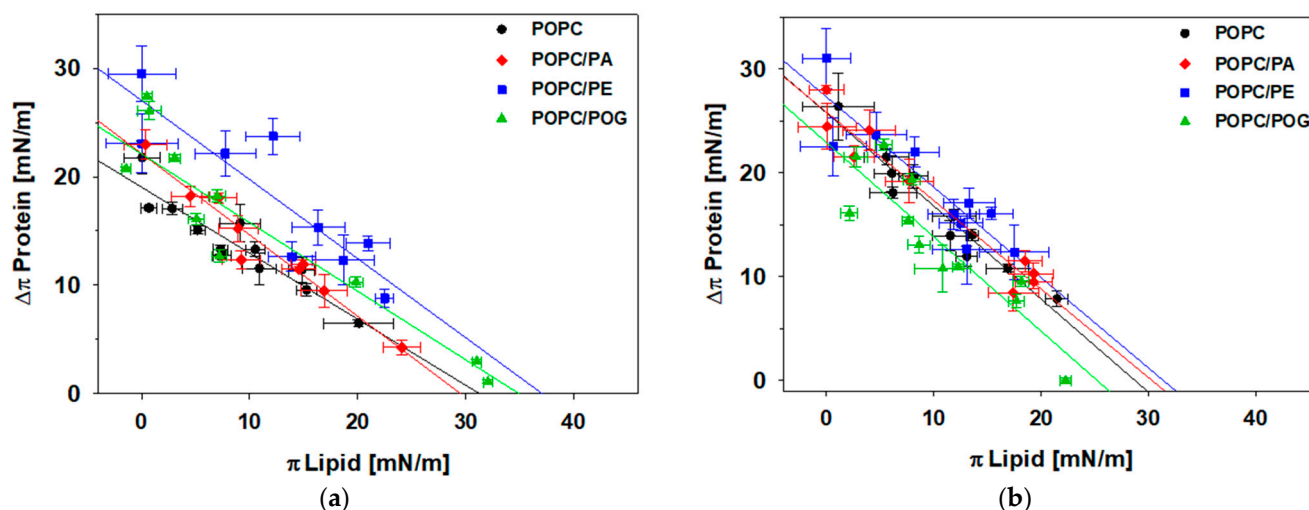 POPC
POPC/PA
POPC/PE
POPC/POG
30
20
10
0
Δπ Protein [mN/m]
0 10 20 30 40
π Lipid [mN/m]
(a)
POPC
POPC/PA
POPC/PE
POPC/POG
30
20
10
0
Δπ Protein [mN/m]
0 10 20 30 40
π Lipid [mN/m]
(b)